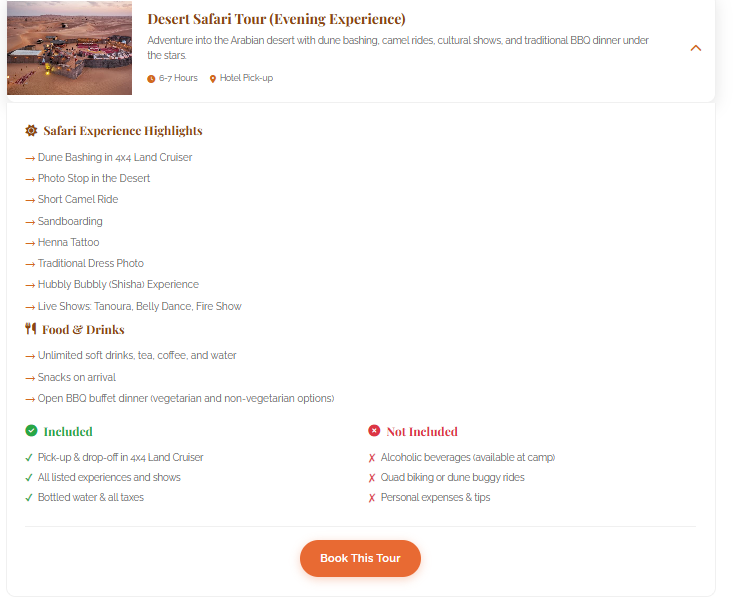 Desert Safari Tour (Evening Experience)
Adventure into the Arabian desert with dune bashing, camel rides, cultural shows, and traditional BBQ dinner under
the stars.
6-7 Hours
Hotel Pick-up
Safari Experience Highlights
→ Dune Bashing in 4x4 Land Cruiser
→ Photo Stop in the Desert
→ Short Camel Ride
→ Sandboarding
→ Henna Tattoo
→ Traditional Dress Photo
→ Hubbly Bubbly (Shisha) Experience
→ Live Shows: Tanoura, Belly Dance, Fire Show
Food & Drinks
→ Unlimited soft drinks, tea, coffee, and water
→ Snacks on arrival
→ Open BBQ buffet dinner (vegetarian and non-vegetarian options)
Included
✓ Pick-up & drop-off in 4x4 Land Cruiser
✓ All listed experiences and shows
✓ Bottled water & all taxes
Not Included
✗ Alcoholic beverages (available at camp)
✗ Quad biking or dune buggy rides
✗ Personal expenses & tips
Book This Tour